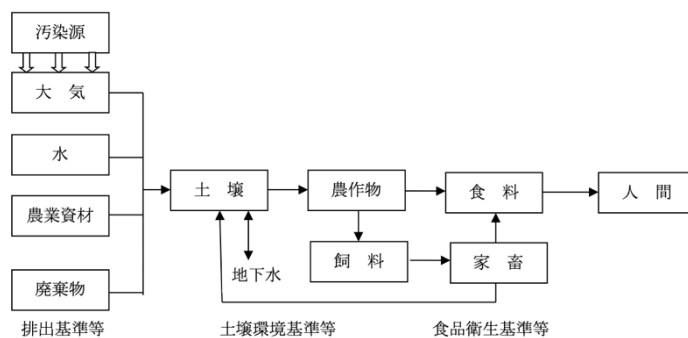 汚染源
大　気
水
農業資材
廃棄物
土　壌
農作物
食　料
人　間
飼　料
家　畜
地下水
排出基準等
土壌環境基準等
食品衛生基準等